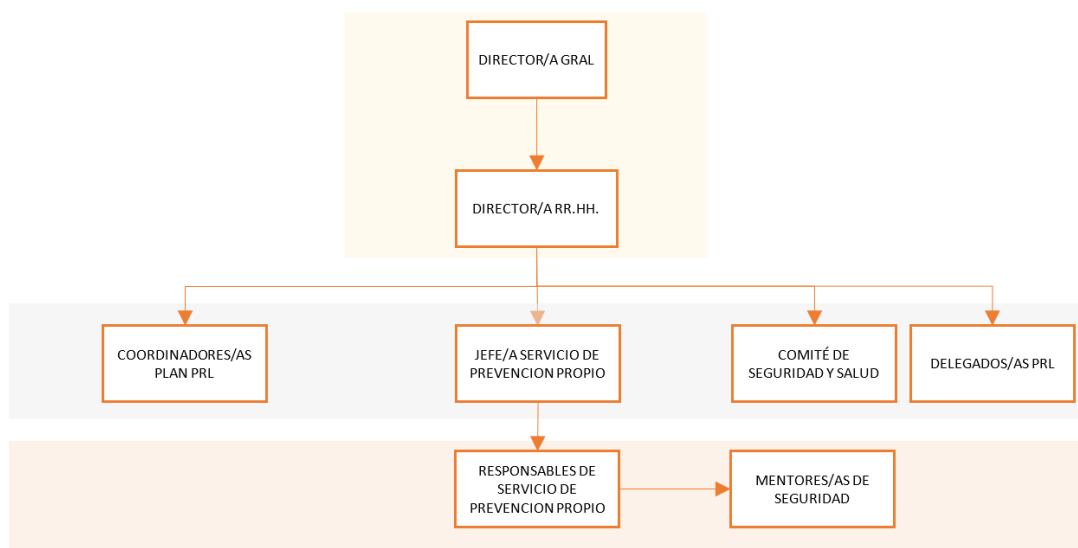 DIRECTOR/A GRAL
DIRECTOR/A RR.HH.
COORDINADORES/AS
PLAN PRL
JEFE/A SERVICIO DE
PREVENCION PROPIO
COMITÉ DE
SEGURIDAD Y SALUD
DELEGADOS/AS PRL
RESPONSABLES DE
SERVICIO DE
PREVENCION PROPIO
MENTORES/AS DE
SEGURIDAD